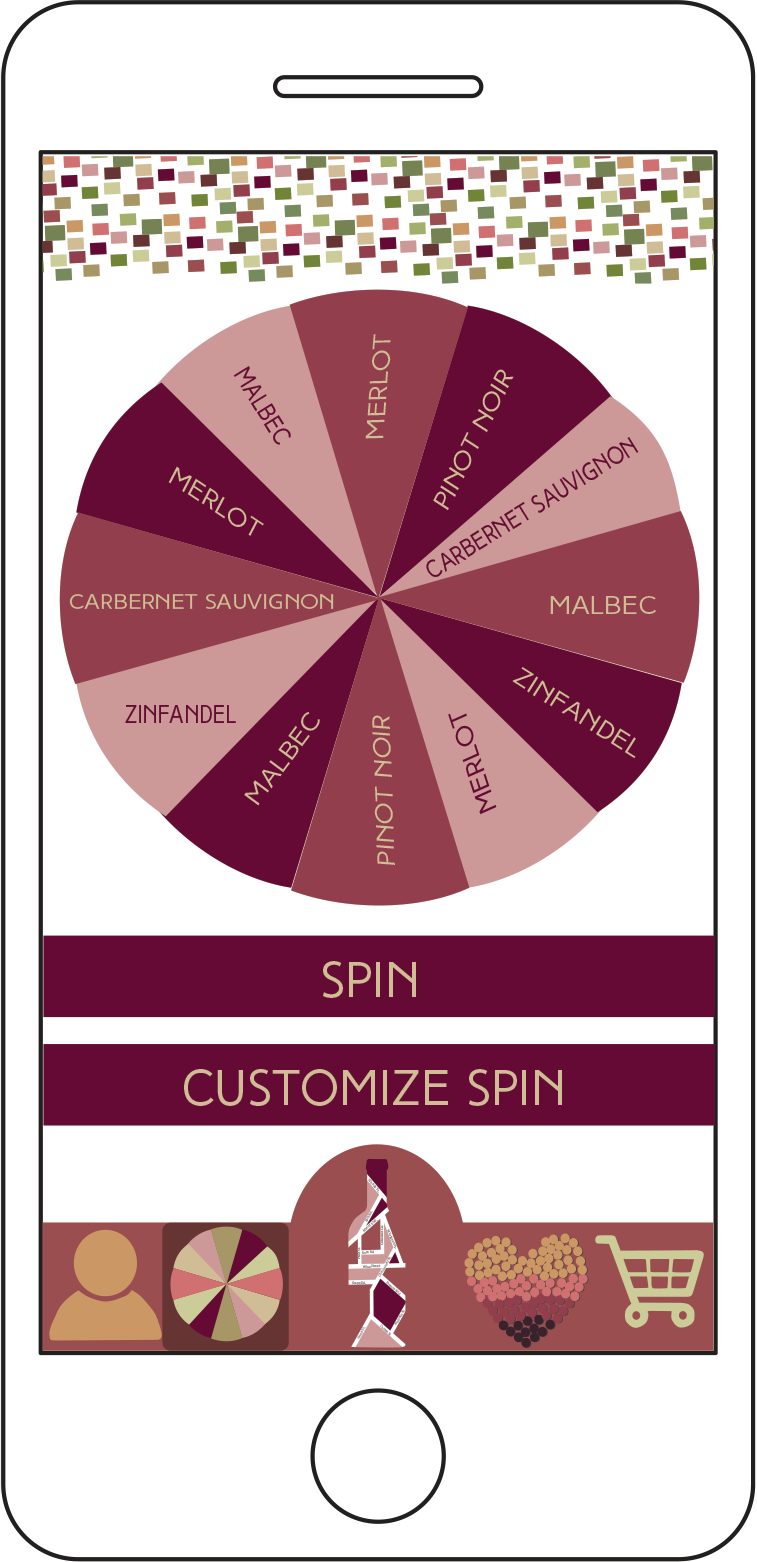 MERLOT
PINOT NOIR
CARBERNET SAUVIGNON
MALBEC
ZINFANDEL
MERLOT
PINOT NOIR
MALBEC
ZINFANDEL
CARBERNET SAUVIGNON
MERLOT
MALBEC
SPIN
CUSTOMIZE SPIN